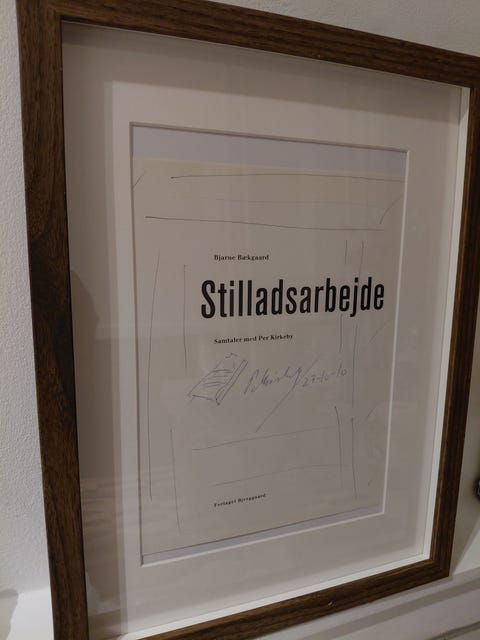 Bjarne Bækgaard
Stilladsarbejde
Samtaler med Per Kirkeby
Forlaget Bjerggaard